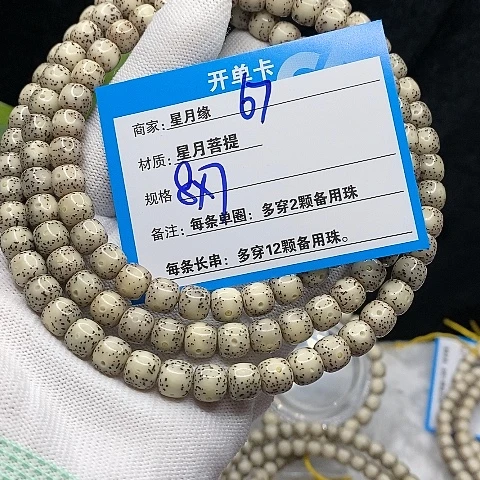 开单卡
67
商家：星月缘
材质：星月菩提
规格 8x7
备注：每条单圈：多穿2颗备用珠
每条长串：多穿12颗备用珠。